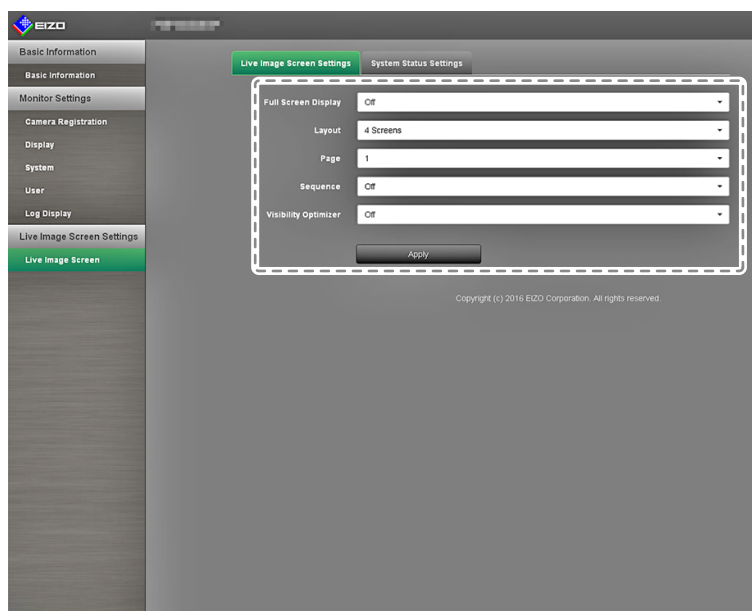 EIZO
Basic Information
Basic Information
Monitor Settings
Camera Registration
Display
System
User
Log Display
Live Image Screen Settings
Live Image Screen
Live Image Screen Settings
System Status Settings
Full Screen Display
Off
Layout
4 Screens
Page
1
Sequence
Off
Visibility Optimizer
Off
Apply
Copyright (c) 2016 EIZO Corporation. All rights reserved.